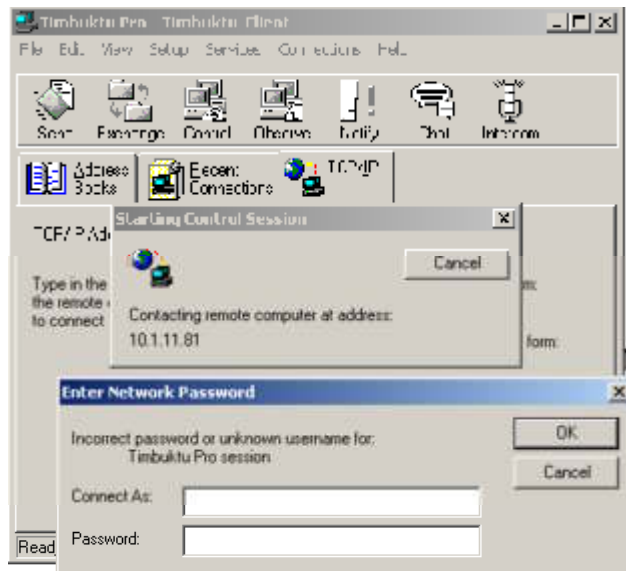 Timbuktu Pro - Timbuktu Client
File Edit View Setup Services Connections Help
Send Exchange Control Observe Notify Chat Intercom
Address Books
Recent Connections
TCP/IP
Starting Control Session
TCP/IP Ad
Cancel
Type in the
the remote
to connect
Contacting remote computer at address:
10.1.11.81
form:
Enter Network Password
Incorrect password or unknown username for:
Timbuktu Pro session
OK
Cancel
Connect As:
Password:
Read